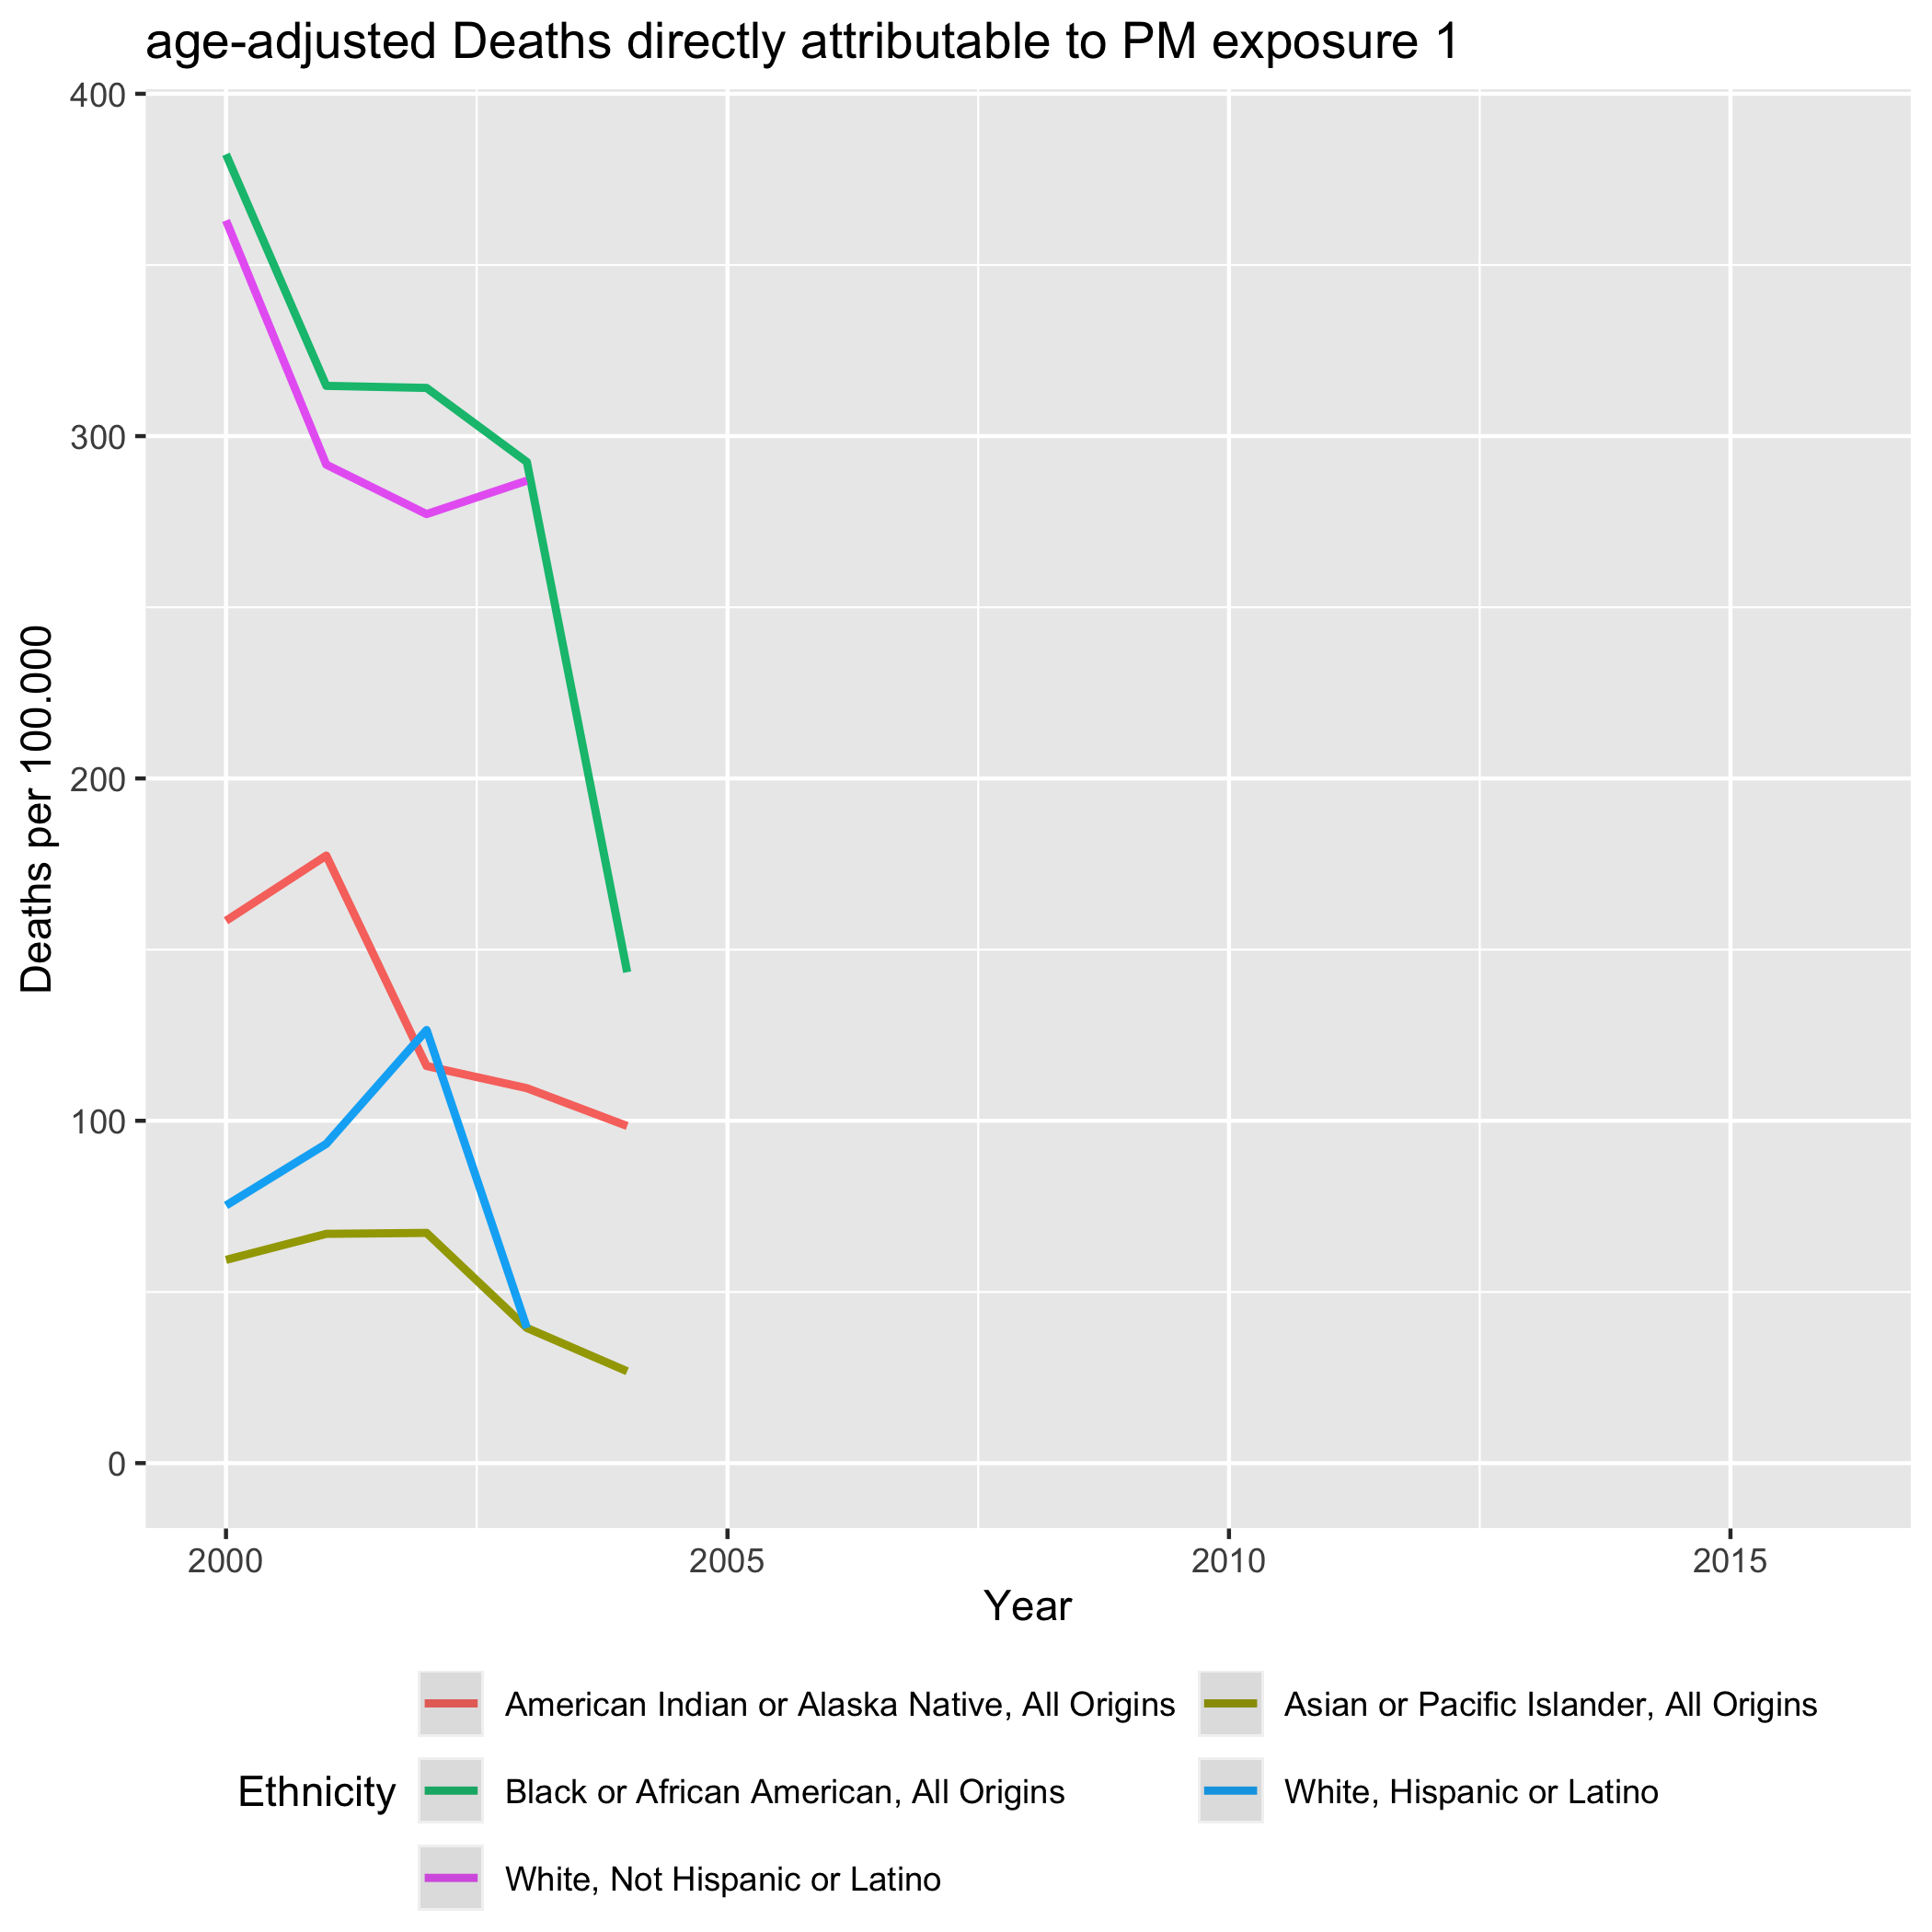 age-adjusted Deaths directly attributable to PM exposure 1
400
300
200
100
0
Deaths per 100.000
2000 2005 2010 2015
Year
Ethnicity
American Indian or Alaska Native, All Origins
Asian or Pacific Islander, All Origins
Black or African American, All Origins
White, Hispanic or Latino
White, Not Hispanic or Latino